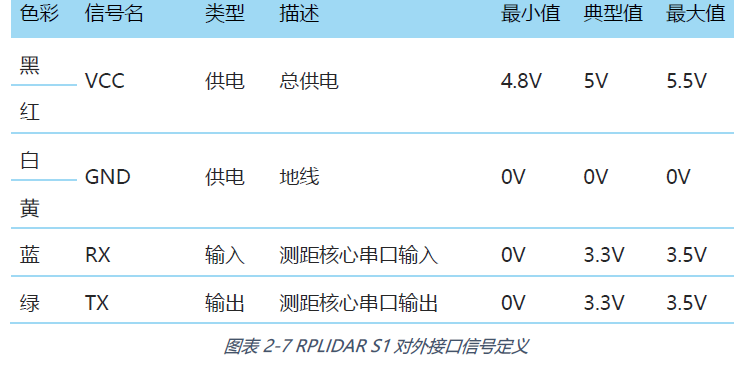 色彩 信号名 类型 描述 最小值 典型值 最大值
黑
VCC 供电 总供电 4.8V 5V 5.5V
红
白
GND 供电 地线 0V 0V 0V
黄
蓝 RX 输入 测距核心串口输入 0V 3.3V 3.5V
绿 TX 输出 测距核心串口输出 0V 3.3V 3.5V
图表 2-7 RPLIDAR S1 对外接口信号定义